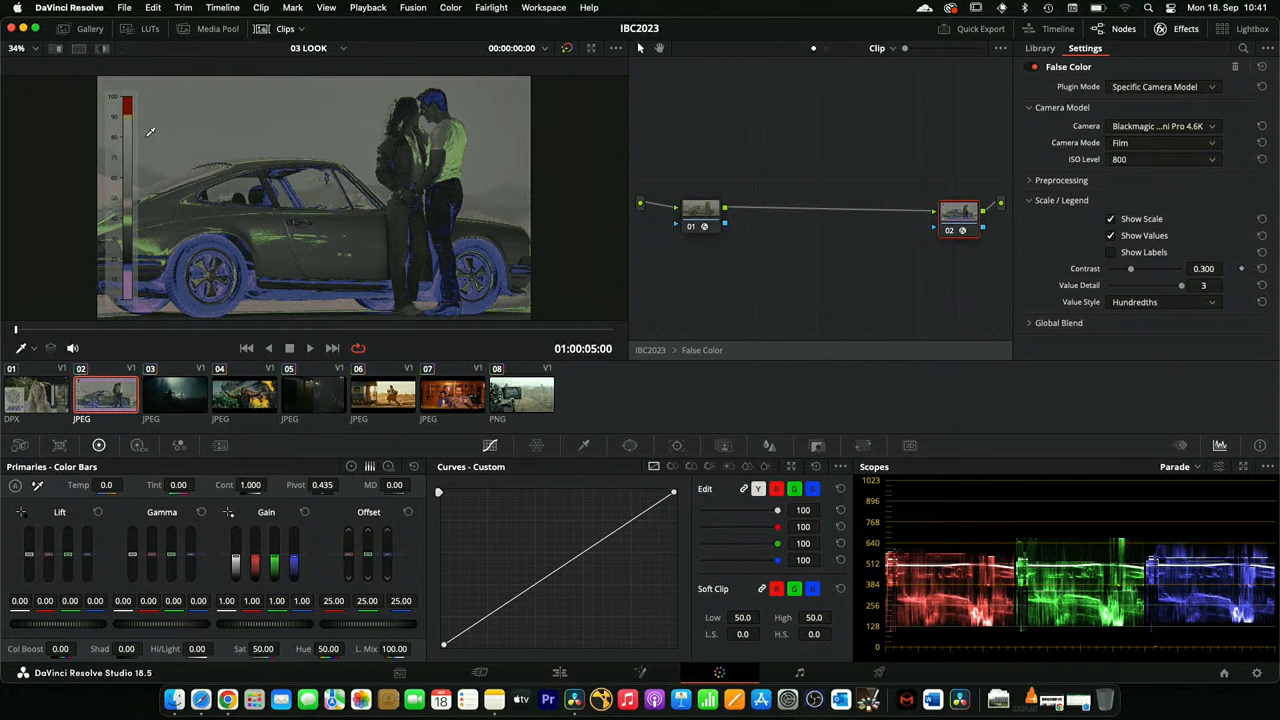 DaVinci Resolve File Edit Trim Timeline Clip Mark View Playback Fusion Color Fairlight Workspace Help Mon 18. Sep 10:41
Gallery LUTs Media Pool Clips IBC2023 Quick Export Timeline Nodes Effects Lightbox
34% 03 LOOK 00:00:00:00 Clip Library Settings
False Color
Plugin Mode Specific Camera Model
Camera Model
Camera Blackmagic ...ni Pro 4.6K
Camera Mode Film
ISO Level 800
Preprocessing
Scale / Legend
Show Scale
Show Values
Show Labels
Contrast 0.300
Value Detail 3
Value Style Hundredths
Global Blend
100
90
80
70
01
02
01:00:05:00
IBC2023 > False Color
01 V1 02 V1 03 V1 04 V1 05 V1 06 V1 07 V1 08 V1
DPX JPEG JPEG JPEG JPEG JPEG JPEG PNG
Primaries - Color Bars Curves - Custom Scopes Parade
Temp 0.0 Tint 0.00 Cont 1.000 Pivot 0.435 MD 0.00
Lift Gamma Gain Offset
0.00 0.00 0.00 0.00 0.00 0.00 0.00 0.00 1.00 1.00 1.00 1.00 25.00 25.00 25.00
Col Boost 0.00 Shad 0.00 Hi/Light 0.00 Sat 50.00 Hue 50.00 L. Mix 100.00
Edit Y R G B
100
100
100
100
Soft Clip R G B
Low 50.0 High 50.0
L.S. 0.0 H.S. 0.0
1023
896
768
640
512
384
256
128
0
DaVinci Resolve Studio 18.5